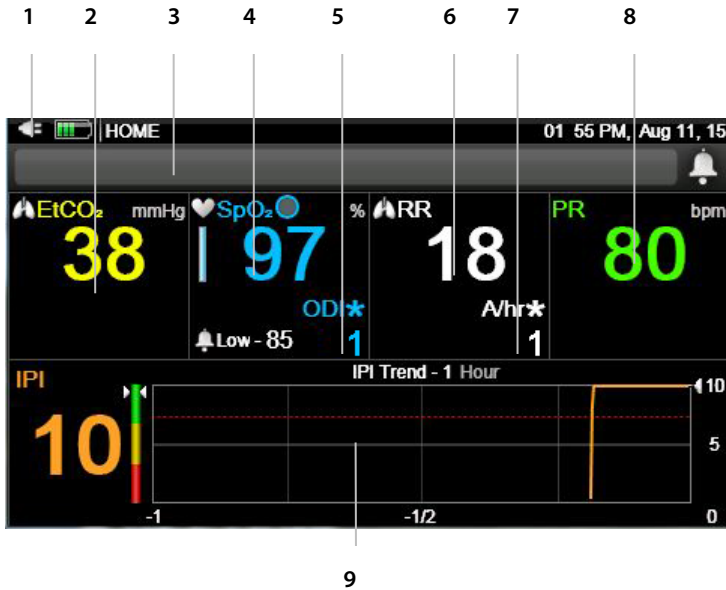 1 2 3 4 5 6 7 8
HOME 01 55 PM, Aug 11, 15
EtCO₂ mmHg SpO₂ % RR PR bpm
38 97 18 80
ODI* A/hr*
Low - 85 1 1
IPI IPI Trend - 1 Hour
10
10
5
-1 -1/2 0
9